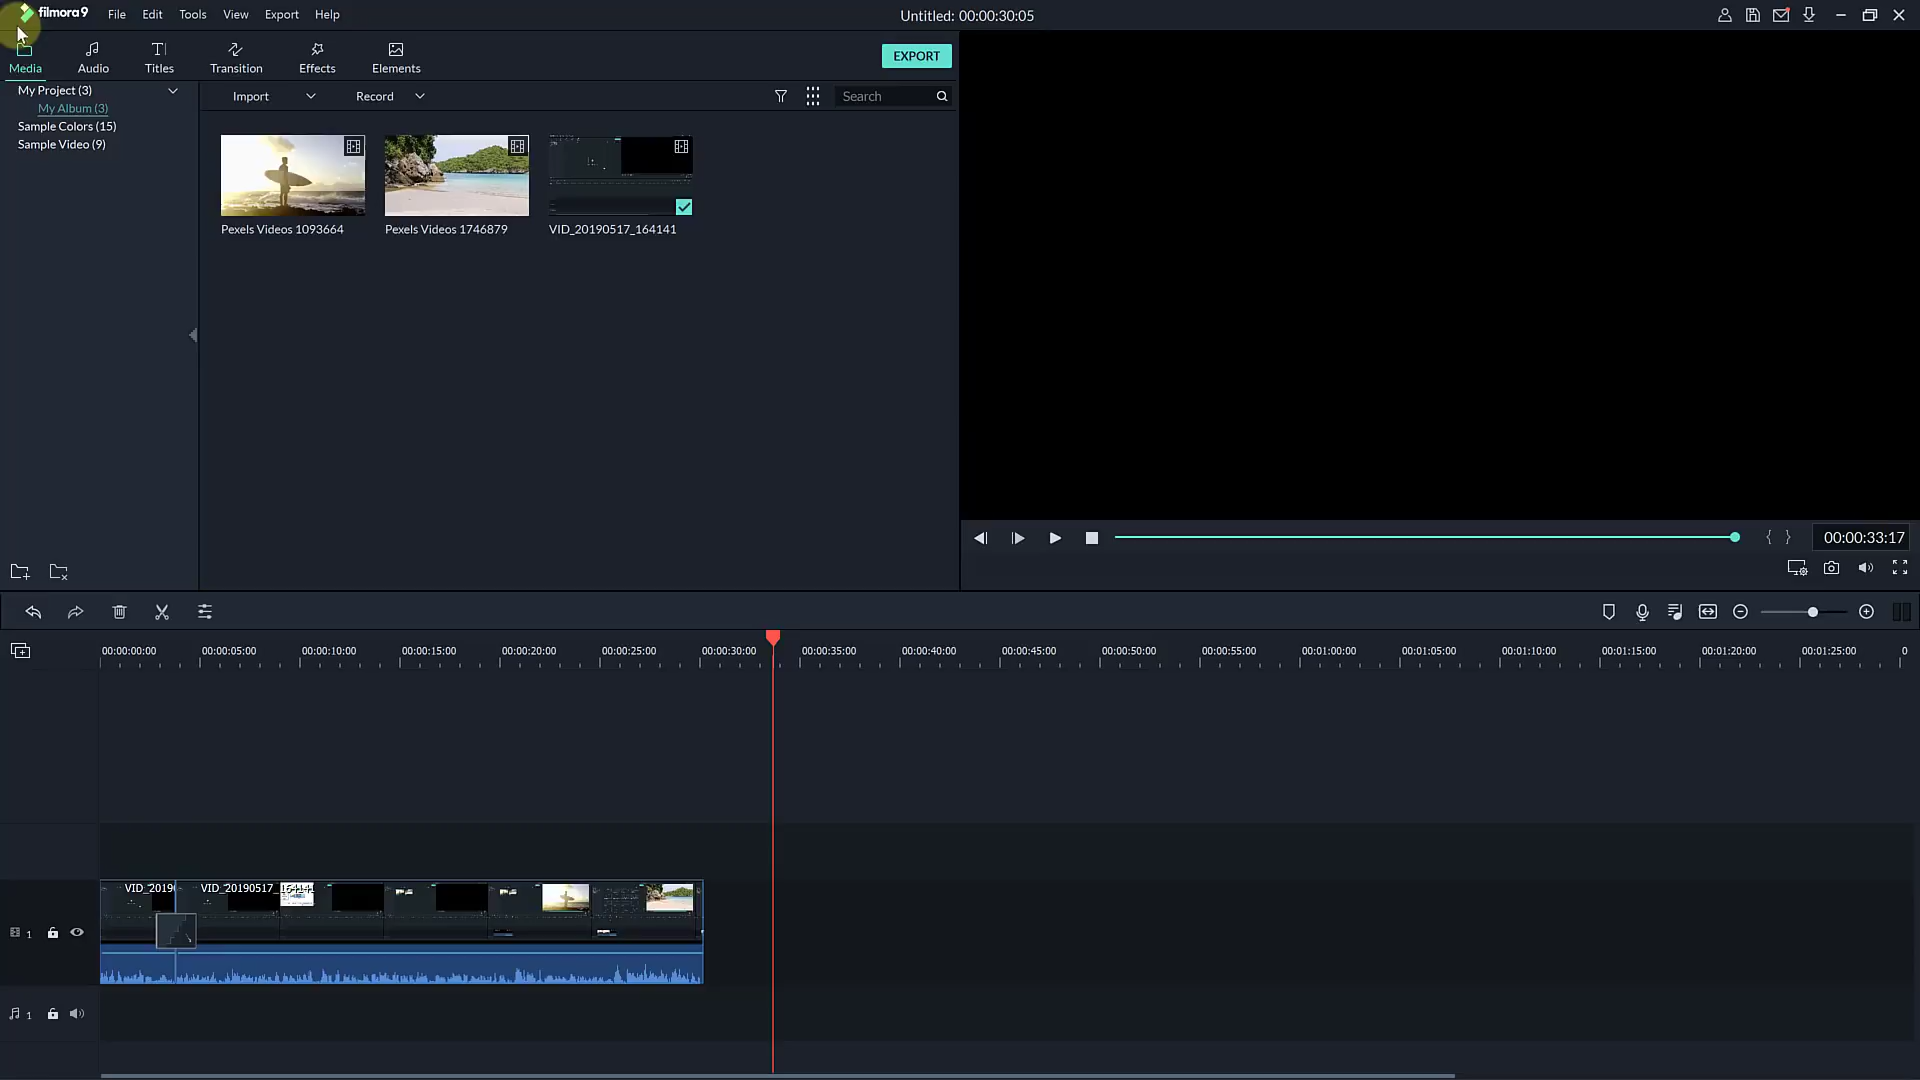 filmora9 File Edit Tools View Export Help
Untitled: 00:00:30:05
Media Audio Titles Transition Effects Elements
EXPORT
My Project (3)
My Album (3)
Sample Colors (15)
Sample Video (9)
Import Record Search
Pexels Videos 1093664 Pexels Videos 1746879 VID_20190517_164141
00:00:33:17
00:00:00:00 00:00:05:00 00:00:10:00 00:00:15:00 00:00:20:00 00:00:25:00 00:00:30:00 00:00:35:00 00:00:40:00 00:00:45:00 00:00:50:00 00:00:55:00 00:01:00:00 00:01:05:00 00:01:10:00 00:01:15:00 00:01:20:00 00:01:25:00 0
VID_2019 VID_20190517_164141
1
1